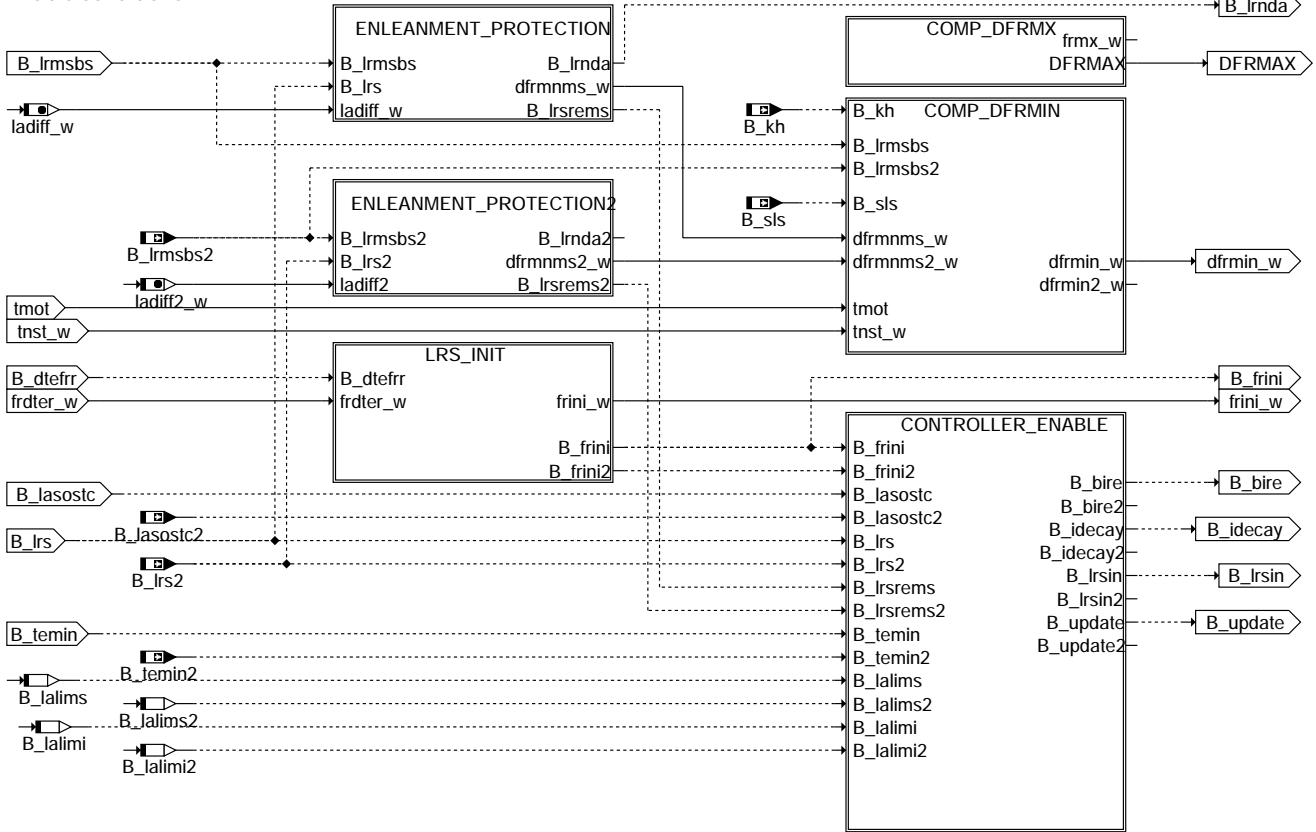 B_lrnda
ENLEANMENT_PROTECTION
B_lrmsbs
B_lrs
ladiff_w
B_lrnda
dfrmnms_w
B_lrsrems
COMP_DFRMX
frmx_w
DFRMAX
DFRMAX
B_lrmsbs
ladiff_w
B_kh
B_kh
COMP_DFRMIN
B_lrmsbs
B_lrmsbs2
B_sls
B_sls
dfrmnms_w
dfrmnms2_w
tmot
tnst_w
dfrmin_w
dfrmin2_w
dfrmin_w
ENLEANMENT_PROTECTION2
B_lrmsbs2
B_lrs2
ladiff2
B_lrnda2
dfrmnms2_w
B_lrsrems2
B_lrmsbs2
ladiff2_w
tmot
tnst_w
LRS_INIT
B_dtefrr
frdter_w
B_dtefrr
frdter_w
frini_w
B_frini
B_frini2
B_frini
frini_w
CONTROLLER_ENABLE
B_frini
B_frini2
B_lasostc
B_lasostc2
B_lrs
B_lrs2
B_lrsrems
B_lrsrems2
B_temin
B_temin2
B_lalims
B_lalims2
B_lalimi
B_lalimi2
B_bire
B_bire2
B_idecay
B_idecay2
B_lrsin
B_lrsin2
B_update
B_update2
B_bire
B_idecay
B_lrsin
B_update
B_lasostc
B_lasostc2
B_lrs
B_lrs2
B_temin
B_temin2
B_lalims
B_lalims2
B_lalimi
B_lalimi2